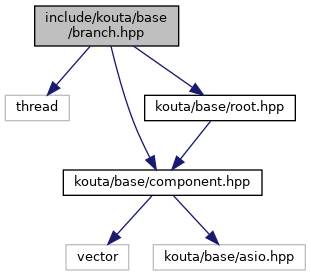 include/kouta/base
/branch.hpp
thread
kouta/base/root.hpp
kouta/base/component.hpp
vector
kouta/base/asio.hpp